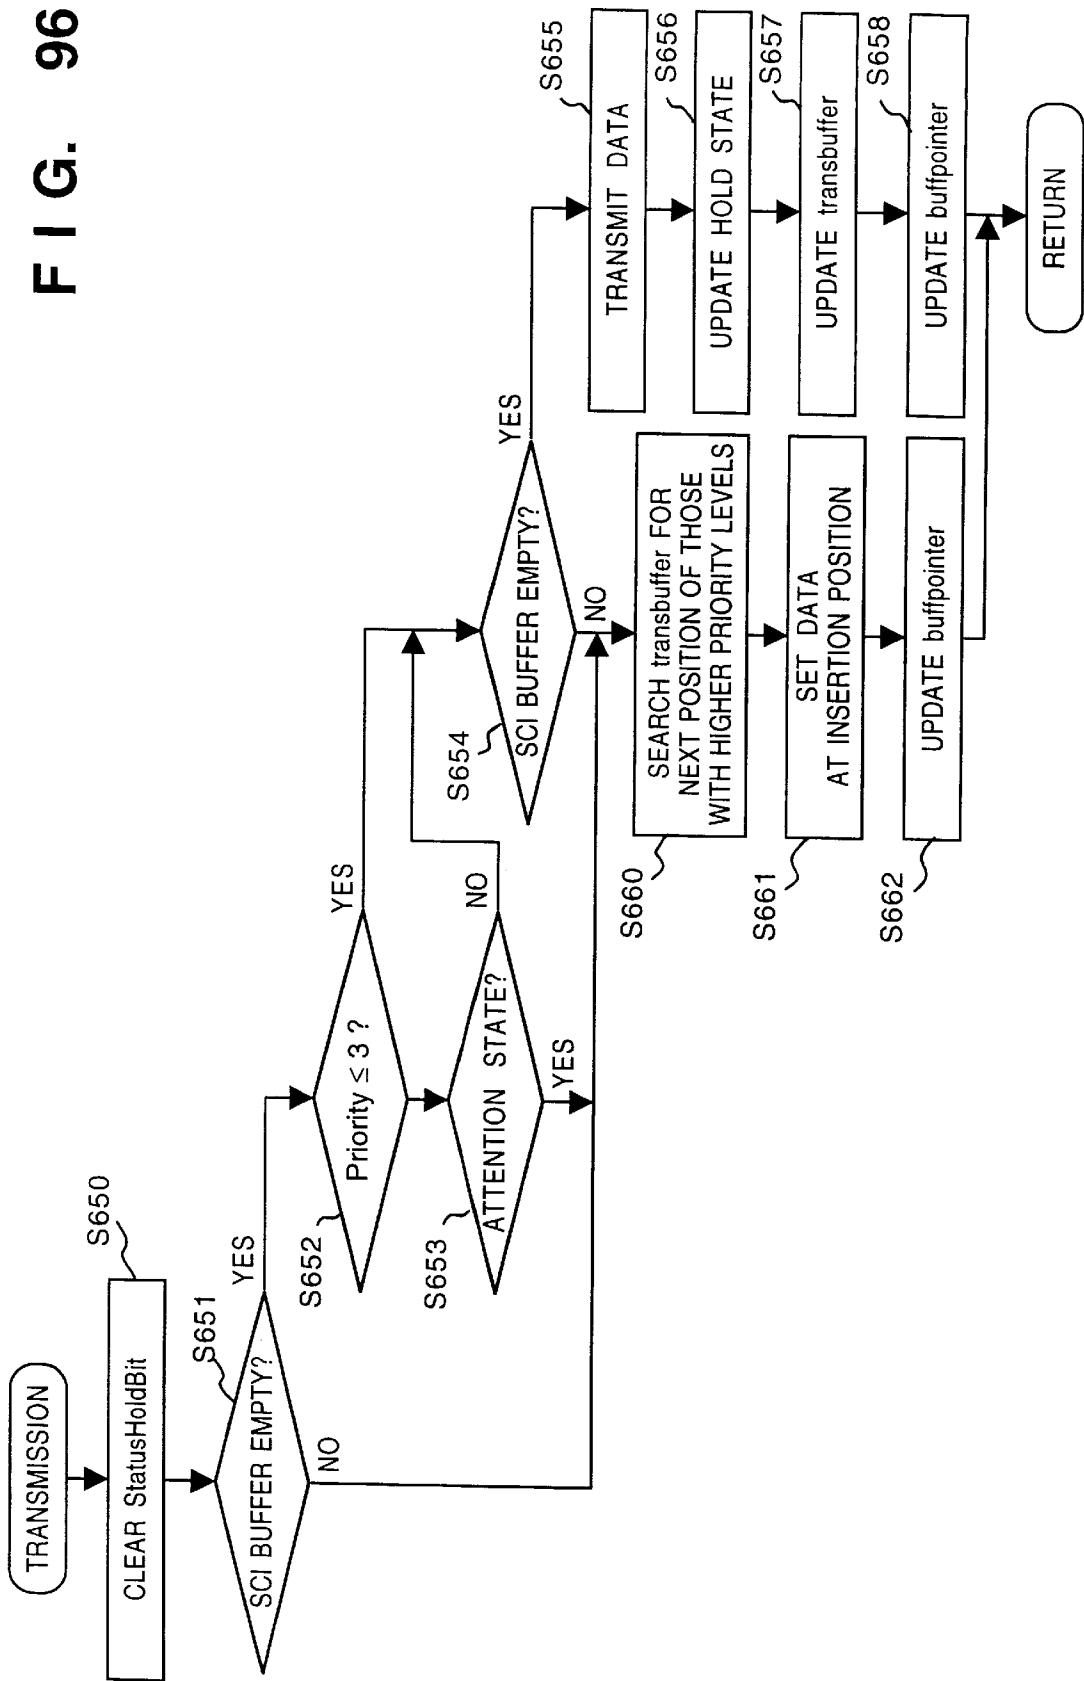 FIG. 96
TRANSMISSION
S650
CLEAR StatusHoldBit
S651
SCI BUFFER EMPTY?
YES
NO
S652
Priority ≤ 3 ?
YES
S653
ATTENTION STATE?
NO
YES
S654
SCI BUFFER EMPTY?
YES
NO
S655
TRANSMIT DATA
S656
UPDATE HOLD STATE
S657
UPDATE transbuffer
S658
UPDATE buffpointer
S660
SEARCH transbuffer FOR
NEXT POSITION OF THOSE
WITH HIGHER PRIORITY LEVELS
S661
SET DATA
AT INSERTION POSITION
S662
UPDATE buffpointer
RETURN